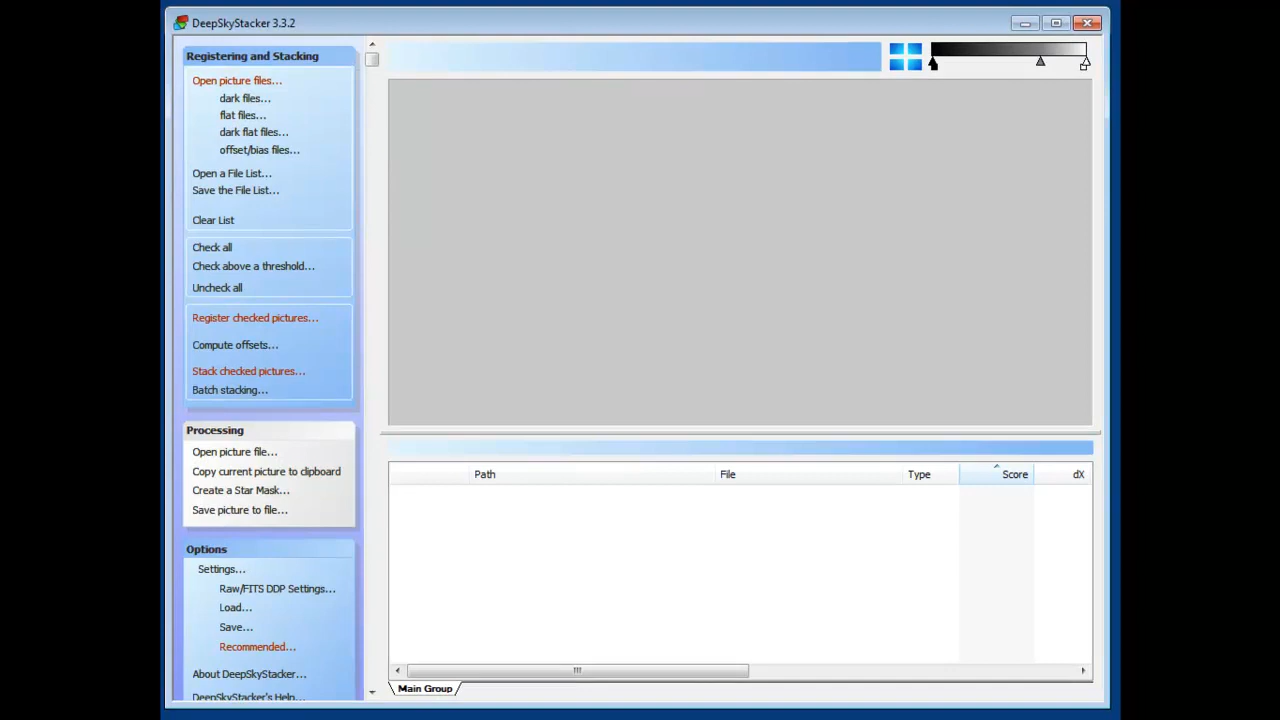 DeepSkyStacker 3.3.2
Registering and Stacking
Open picture files...
dark files...
flat files...
dark flat files...
offset/bias files...
Open a File List...
Save the File List...
Clear List
Check all
Check above a threshold...
Uncheck all
Register checked pictures...
Compute offsets...
Stack checked pictures...
Batch stacking...
Processing
Open picture file...
Copy current picture to clipboard
Create a Star Mask...
Save picture to file...
Options
Settings...
Raw/FITS DDP Settings...
Load...
Save...
Recommended...
About DeepSkyStacker...
DeepSkyStacker's Help...
Path File Type Score dX
Main Group